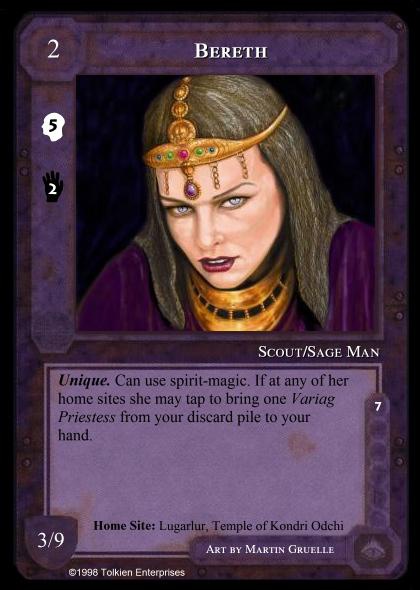 2
BERETH
5
2
SCOUT/SAGE MAN
Unique. Can use spirit-magic. If at any of her
home sites she may tap to bring one Variag
Priestess from your discard pile to your
hand.
7
Home Site: Lugarlur, Temple of Kondri Odchi
3/9
ART BY MARTIN GRUELLE
©1998 Tolkien Enterprises